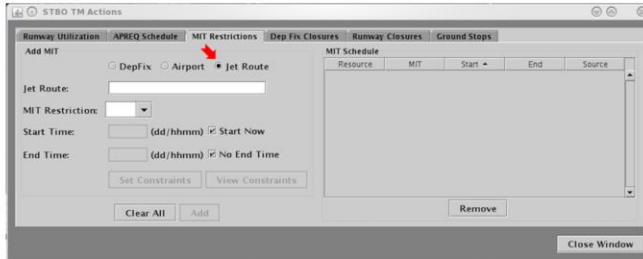 STBO TM Actions
Runway Utilization APREQ Schedule MIT Restrictions Dep Fix Closures Runway Closures Ground Stops
Add MIT
DepFix Airport Jet Route
Jet Route:
MIT Restriction:
Start Time: (dd/hhmm) Start Now
End Time: (dd/hhmm) No End Time
Set Constraints View Constraints
Clear All Add
MIT Schedule
Resource MIT Start End Source
Remove
Close Window